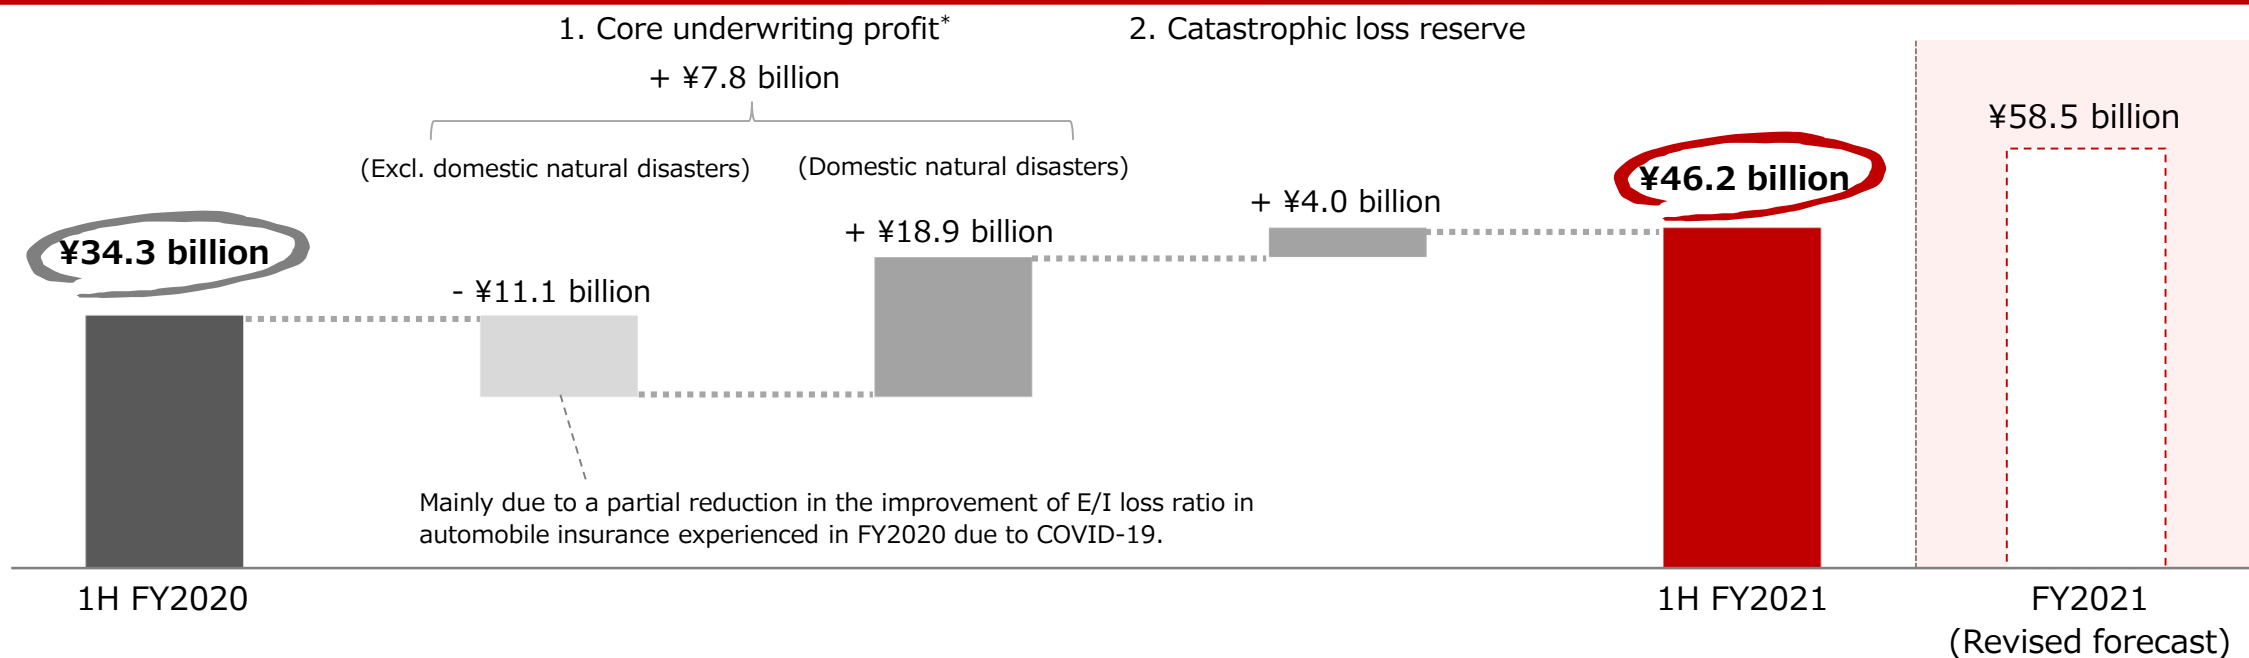 1. Core underwriting profit*
2. Catastrophic loss reserve
+ ¥7.8 billion
(Excl. domestic natural disasters)
(Domestic natural disasters)
¥34.3 billion
- ¥11.1 billion
+ ¥18.9 billion
+ ¥4.0 billion
¥46.2 billion
¥58.5 billion
Mainly due to a partial reduction in the improvement of E/I loss ratio in
automobile insurance experienced in FY2020 due to COVID-19.
1H FY2020
1H FY2021
FY2021
(Revised forecast)